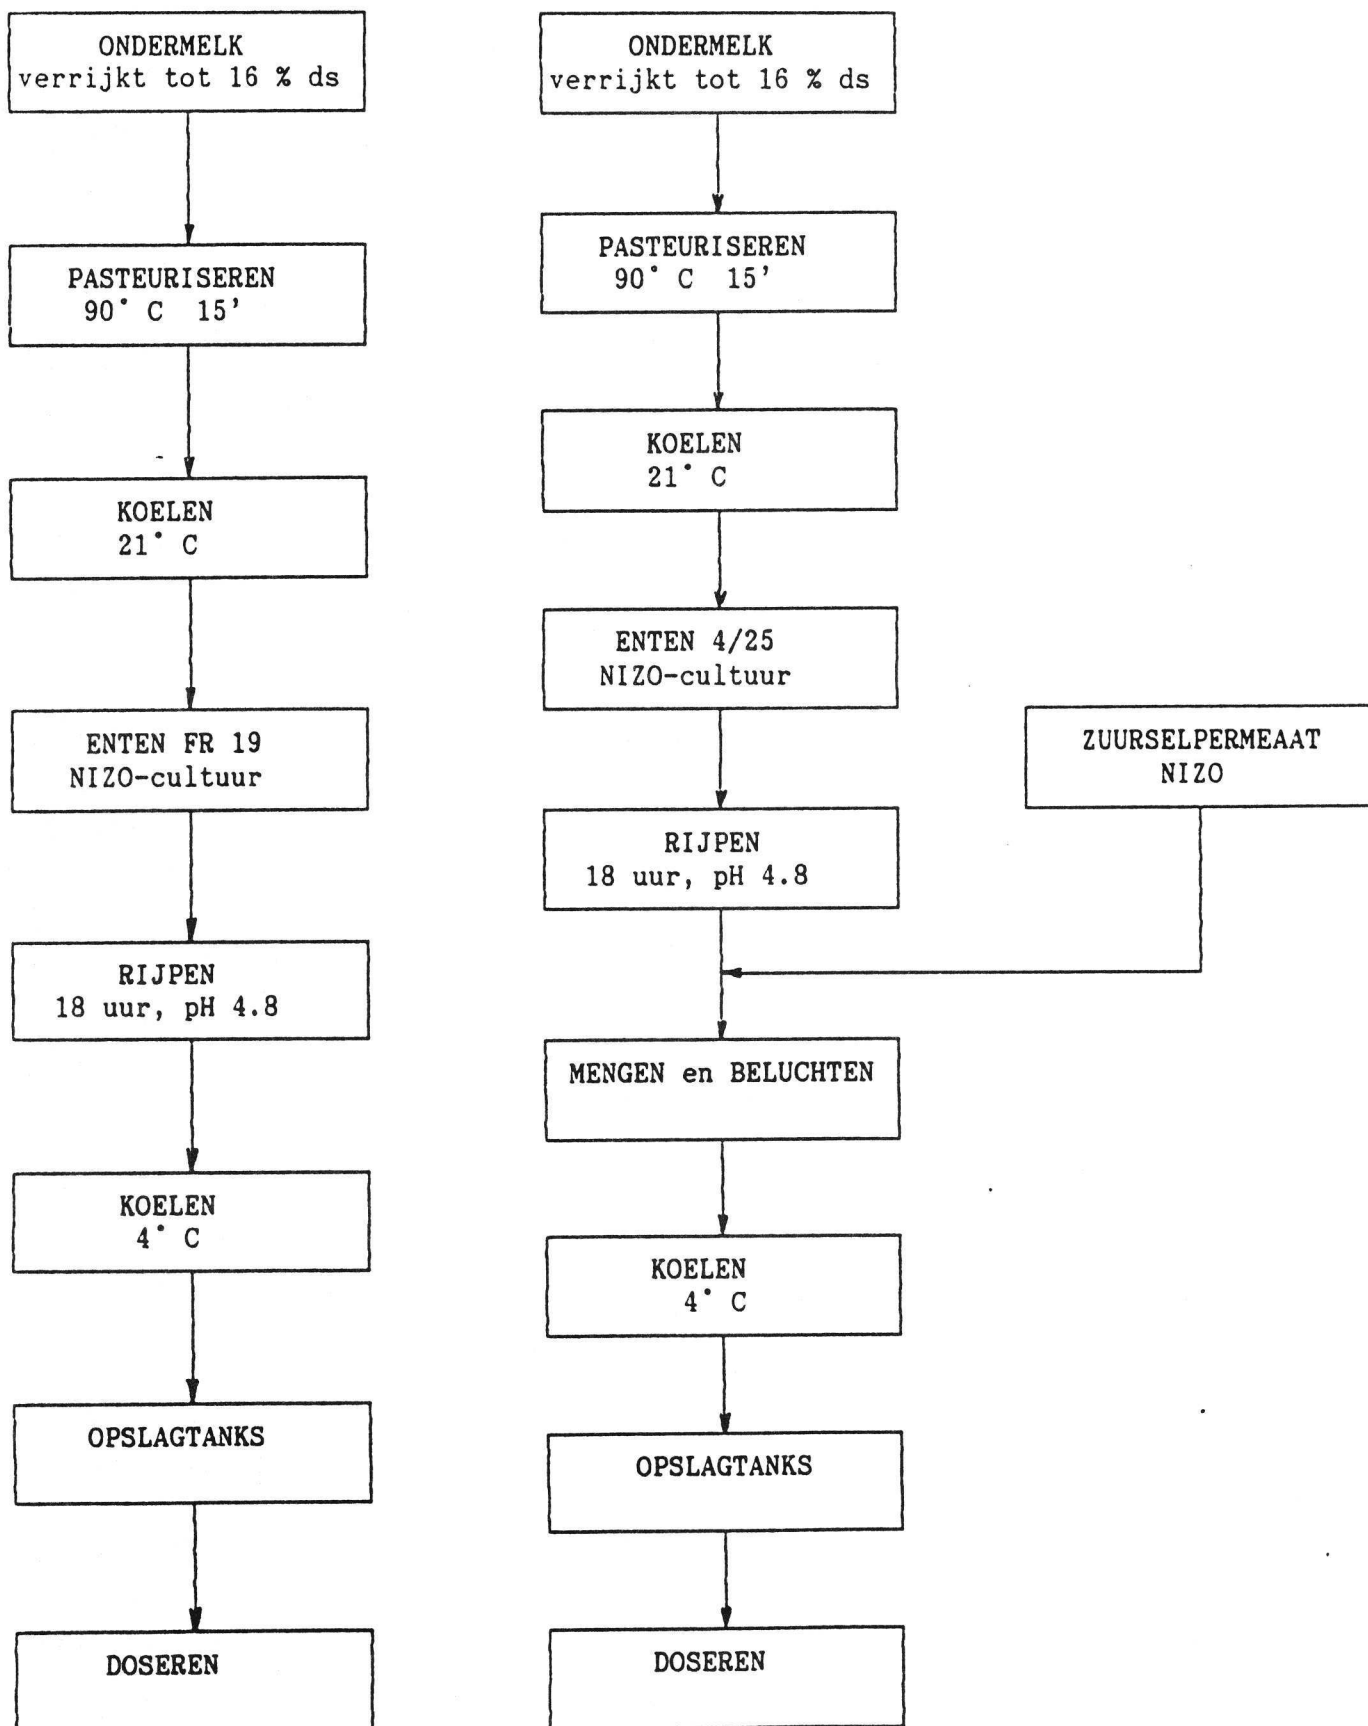 ONDERMELK
verrijkt tot 16 % ds
PASTEURISEREN
90° C 15'
KOELEN
21° C
ENTEN FR 19
NIZO-cultuur
RIJPEN
18 uur, pH 4.8
KOELEN
4° C
OPSLAGTANKS
DOSEREN
ONDERMELK
verrijkt tot 16 % ds
PASTEURISEREN
90° C 15'
KOELEN
21° C
ENTEN 4/25
NIZO-cultuur
RIJPEN
18 uur, pH 4.8
ZUURSELPERMEAAT
NIZO
MENGEN en BELUCHTEN
KOELEN
4° C
OPSLAGTANKS
DOSEREN